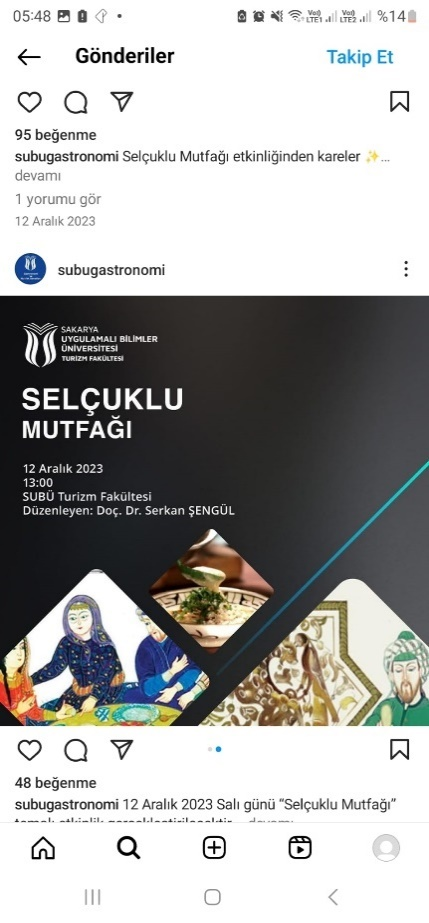 05:48 %14
Gönderiler Takip Et
95 beğenme
subugastronomi Selçuklu Mutfağı etkinliğinden kareler ✨...
devamı
1 yorumu gör
12 Aralık 2023
subugastronomi
SAKARYA
UYGULAMALI BİLİMLER
ÜNİVERSİTESİ
TURİZM FAKÜLTESİ
SELÇUKLU
MUTFAĞI
12 Aralık 2023
13:00
SUBÜ Turizm Fakültesi
Düzenleyen: Doç. Dr. Serkan ŞENGÜL
48 beğenme
subugastronomi 12 Aralık 2023 Salı günü “Selçuklu Mutfağı”